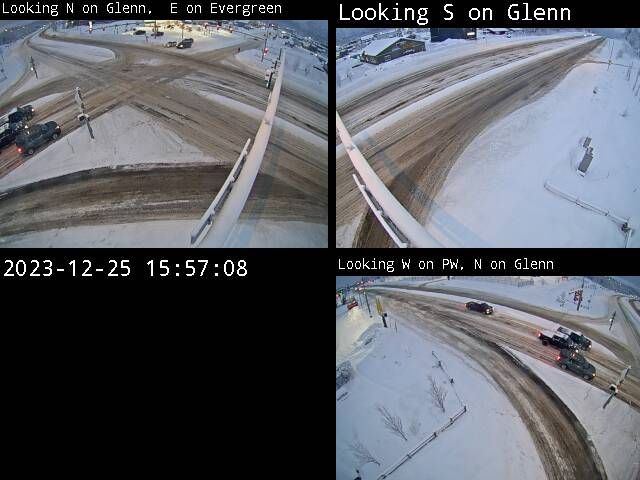 Looking N on Glenn,  E on Evergreen
Looking S on Glenn
2023-12-25 15:57:08
Looking W on PW, N on Glenn